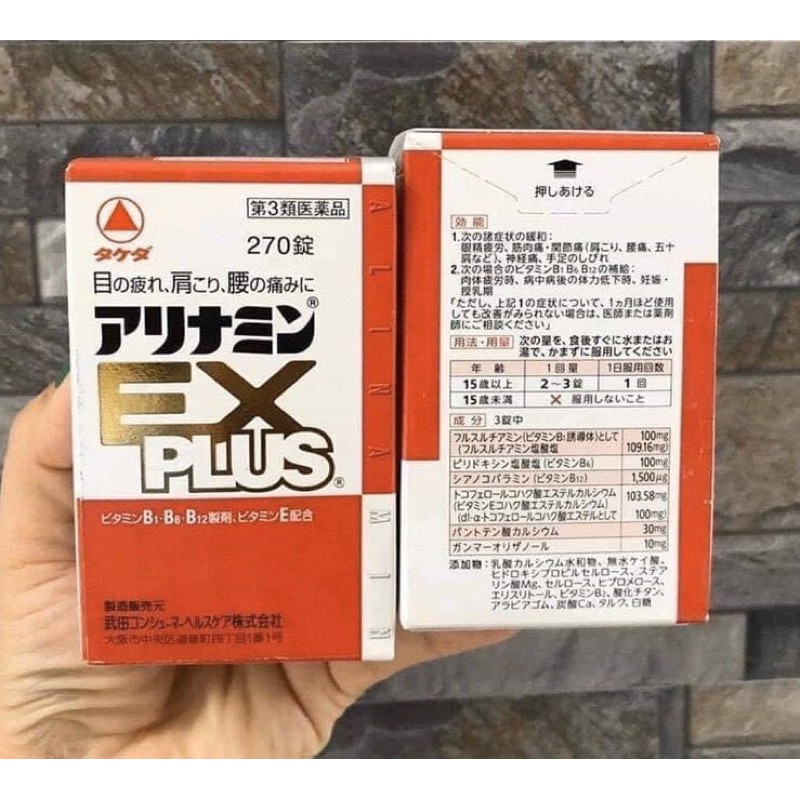 タケダ
第3類医薬品
270錠
目の疲れ、肩こり、腰の痛みに
アリナミン®
EX
PLUS®
ビタミンB1・B6・B12製剤、ビタミンE配合
製造販売元
武田コンシューマーヘルスケア株式会社
大阪市中央区道修町四丁目1番1号
ALINAMIN
押しあける
効能
1.次の諸症状の緩和:
眼精疲労、筋肉痛・関節痛(肩こり、腰痛、五十
肩など)、神経痛、手足のしびれ
2.次の場合のビタミンB1 B6 B12の補給:
肉体疲労時、病中病後の体力低下時、妊娠・
授乳期
「ただし、上記1の症状について、1ヵ月ほど使用
しても改善がみられない場合は、医師または薬剤
師にご相談ください」
用法・用量 次の量を、食後すぐに水またはお
湯で、かまずに服用してください
年齢 1回量 1日服用回数
15歳以上 2~3錠 1回
15歳未満 × 服用しないこと
成分 3錠中
フルスルチアミン(ビタミンB1誘導体)として 100mg
(フルスルチアミン塩酸塩 109.16mg)
ピリドキシン塩酸塩(ビタミンB6) 100mg
シアノコバラミン(ビタミンB12) 1,500μg
トコフェロールコハク酸エステルカルシウム 103.58mg
(ビタミンEコハク酸エステルカルシウム)
(dl-α-トコフェロールコハク酸エステルとして 100mg)
パントテン酸カルシウム 30mg
ガンマーオリザノール 10mg
添加物:乳酸カルシウム水和物、無水ケイ酸、
ヒドロキシプロピルセルロース、ステア
リン酸Mg、セルロース、ヒプロメロース、
エリスリトール、ビタミンB2、酸化チタン、
アラビアゴム、炭酸Ca、タルク、白糖